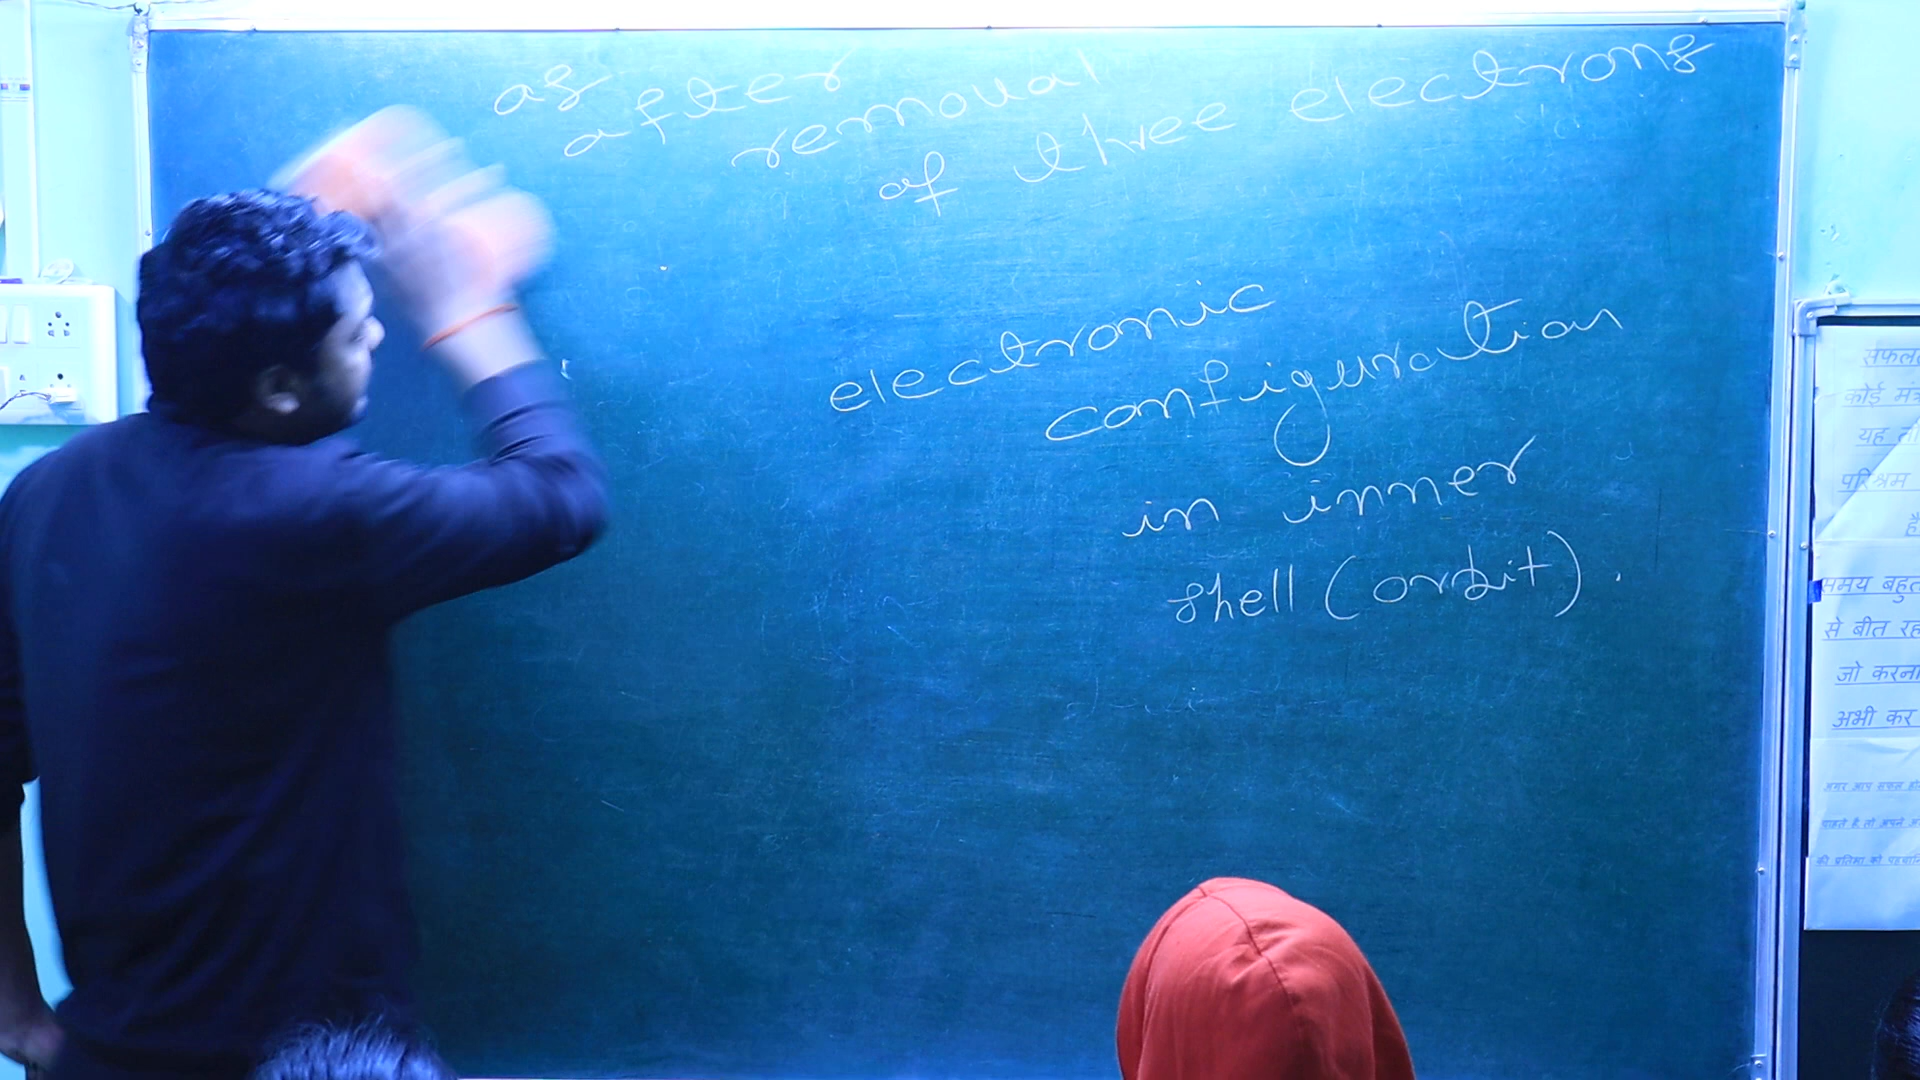 as
after
removal
of three electrons
electronic
configuration
in inner
shell (orbit).
कोई
यह
परिश्रम
समय बहुत
से बीत
जो करना
अभी कर